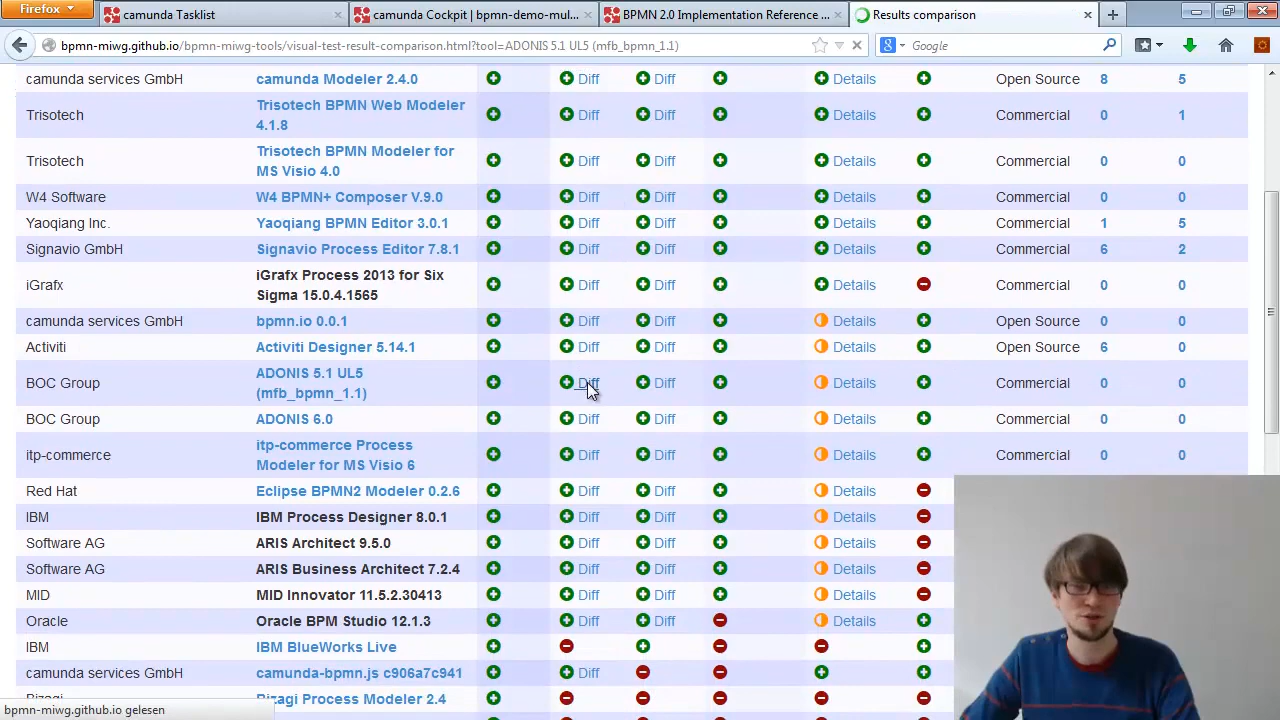 Firefox
camunda Tasklist
camunda Cockpit | bpmn-demo-mul...
BPMN 2.0 Implementation Reference ...
Results comparison
bpmn-miwg.github.io/bpmn-miwg-tools/visual-test-result-comparison.html?tool=ADONIS 5.1 UL5 (mfb_bpmn_1.1)
Google
camunda services GmbH camunda Modeler 2.4.0 Diff Diff Details Open Source 8 5
Trisotech Trisotech BPMN Web Modeler 4.1.8 Diff Diff Details Commercial 0 1
Trisotech Trisotech BPMN Modeler for MS Visio 4.0 Diff Diff Details Commercial 0 0
W4 Software W4 BPMN+ Composer V.9.0 Diff Diff Details Commercial 0 0
Yaoqiang Inc. Yaoqiang BPMN Editor 3.0.1 Diff Diff Details Commercial 1 5
Signavio GmbH Signavio Process Editor 7.8.1 Diff Diff Details Commercial 6 2
iGrafx iGrafx Process 2013 for Six Sigma 15.0.4.1565 Diff Diff Details Commercial 0 0
camunda services GmbH bpmn.io 0.0.1 Diff Diff Details Open Source 0 0
Activiti Activiti Designer 5.14.1 Diff Diff Details Open Source 6 0
BOC Group ADONIS 5.1 UL5 (mfb_bpmn_1.1) Diff Diff Details Commercial 0 0
BOC Group ADONIS 6.0 Diff Diff Details Commercial 0 0
itp-commerce itp-commerce Process Modeler for MS Visio 6 Diff Diff Details Commercial 0 0
Red Hat Eclipse BPMN2 Modeler 0.2.6 Diff Diff Details
IBM IBM Process Designer 8.0.1 Diff Diff Details
Software AG ARIS Architect 9.5.0 Diff Diff Details
Software AG ARIS Business Architect 7.2.4 Diff Diff Details
MID MID Innovator 11.5.2.30413 Diff Diff Details
Oracle Oracle BPM Studio 12.1.3 Diff Diff Details
IBM IBM BlueWorks Live
camunda services GmbH camunda-bpmn.js c906a7c941 Diff
Bizagi Bizagi Process Modeler 2.4
bpmn-miwg.github.io gelesen